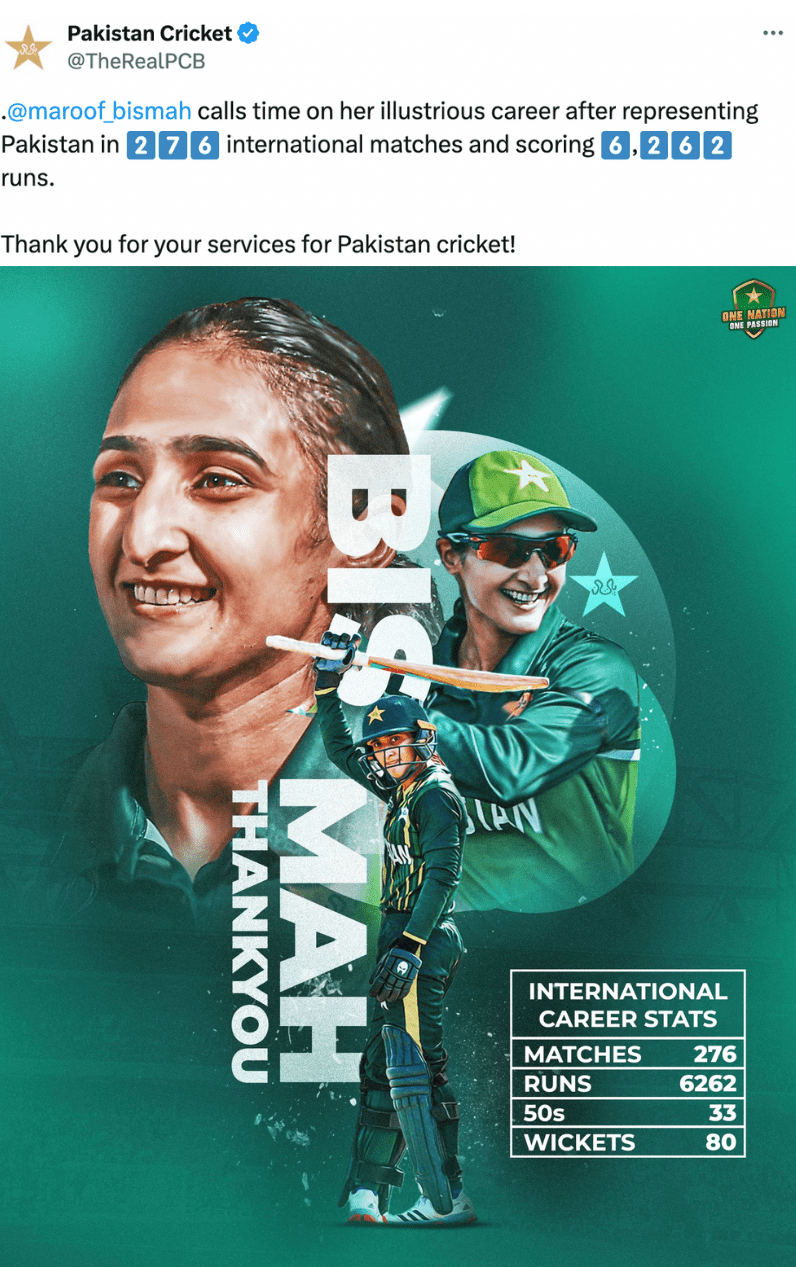 Pakistan Cricket
@TheRealPCB
.@maroof_bismah calls time on her illustrious career after representing
Pakistan in 276 international matches and scoring 6,262
runs.
Thank you for your services for Pakistan cricket!
ONE NATION
ONE PASSION
BISMAH
THANKYOU
STAN
AN
INTERNATIONAL
CAREER STATS
MATCHES 276
RUNS 6262
50s 33
WICKETS 80